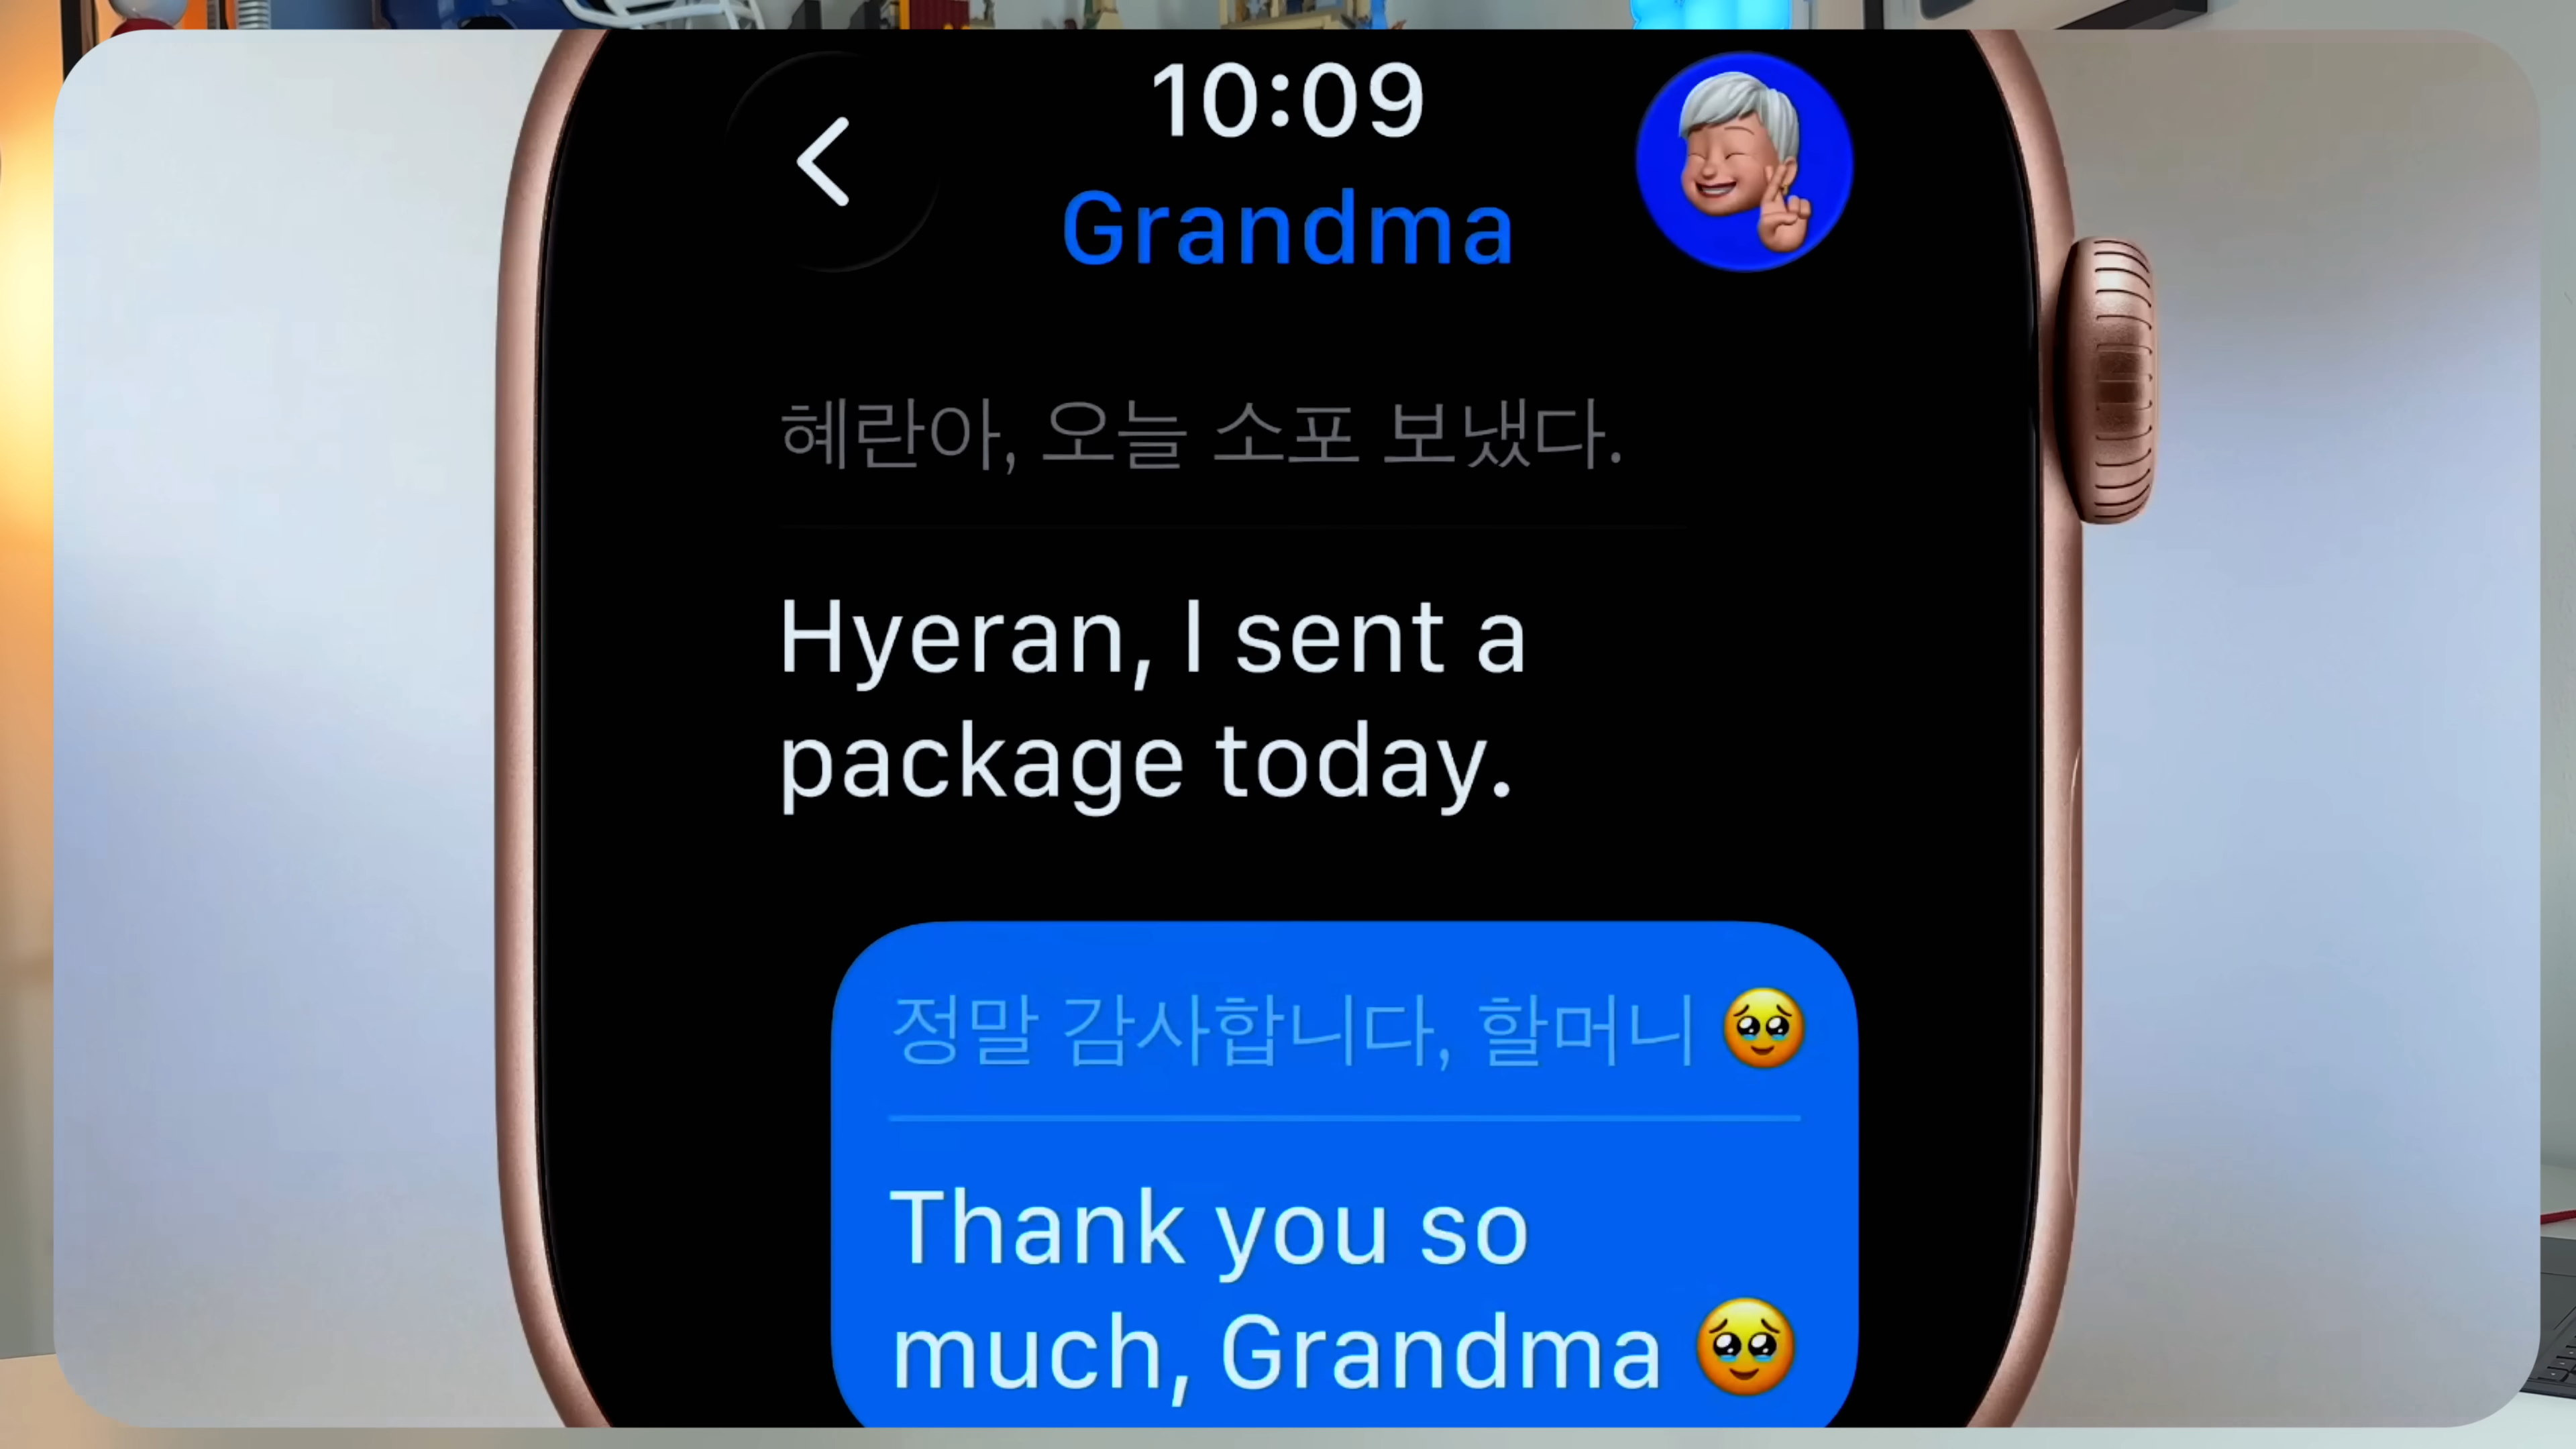 10:09
Grandma
혜란아, 오늘 소포 보냈다.
Hyeran, I sent a
package today.
정말 감사합니다, 할머니 🥹
Thank you so
much, Grandma 🥹